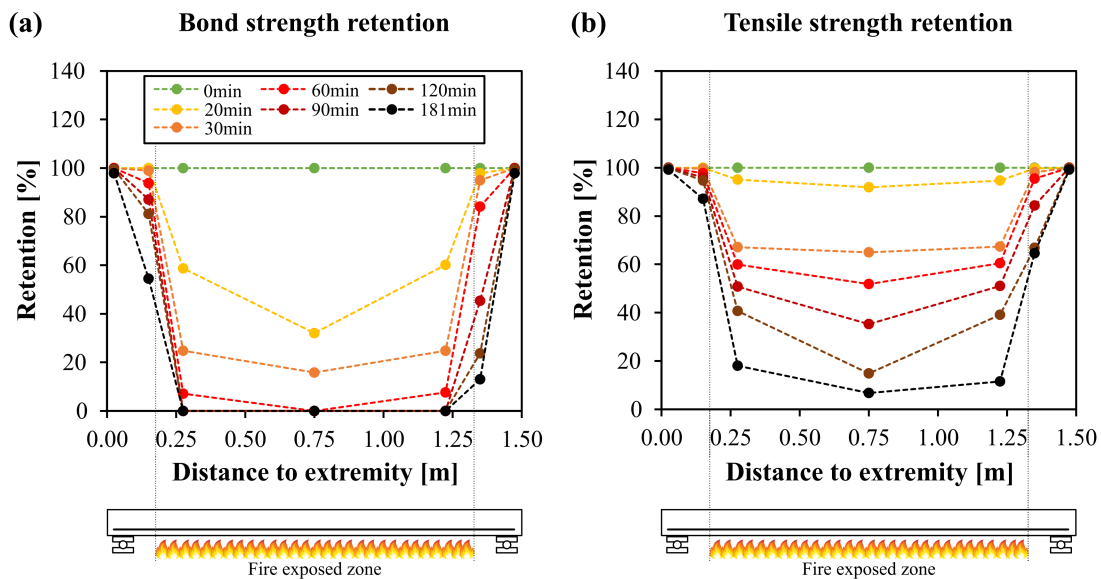 (a) Bond strength retention
140
120
100
80
60
40
20
0
Retention [%]
0min 60min 120min
20min 90min 181min
30min
0.00 0.25 0.50 0.75 1.00 1.25 1.50
Distance to extremity [m]
Fire exposed zone
(b) Tensile strength retention
140
120
100
80
60
40
20
0
Retention [%]
0.00 0.25 0.50 0.75 1.00 1.25 1.50
Distance to extremity [m]
Fire exposed zone